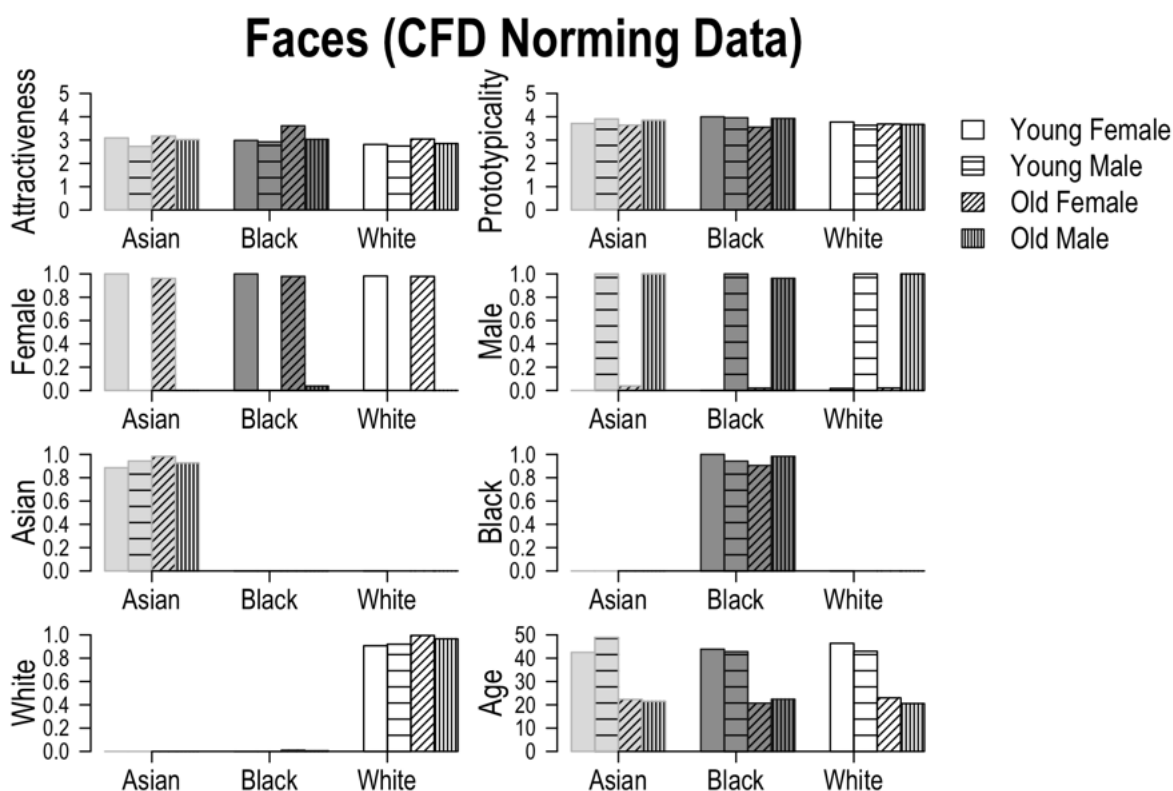 Faces (CFD Norming Data)
Attractiveness
5
4
3
2
1
0
Asian Black White
Prototypicality
5
4
3
2
1
0
Asian Black White
Young Female
Young Male
Old Female
Old Male
Female
1.0
0.8
0.6
0.4
0.2
0.0
Asian Black White
Male
1.0
0.8
0.6
0.4
0.2
0.0
Asian Black White
Asian
1.0
0.8
0.6
0.4
0.2
0.0
Asian Black White
Black
1.0
0.8
0.6
0.4
0.2
0.0
Asian Black White
White
1.0
0.8
0.6
0.4
0.2
0.0
Asian Black White
Age
50
40
30
20
10
0
Asian Black White